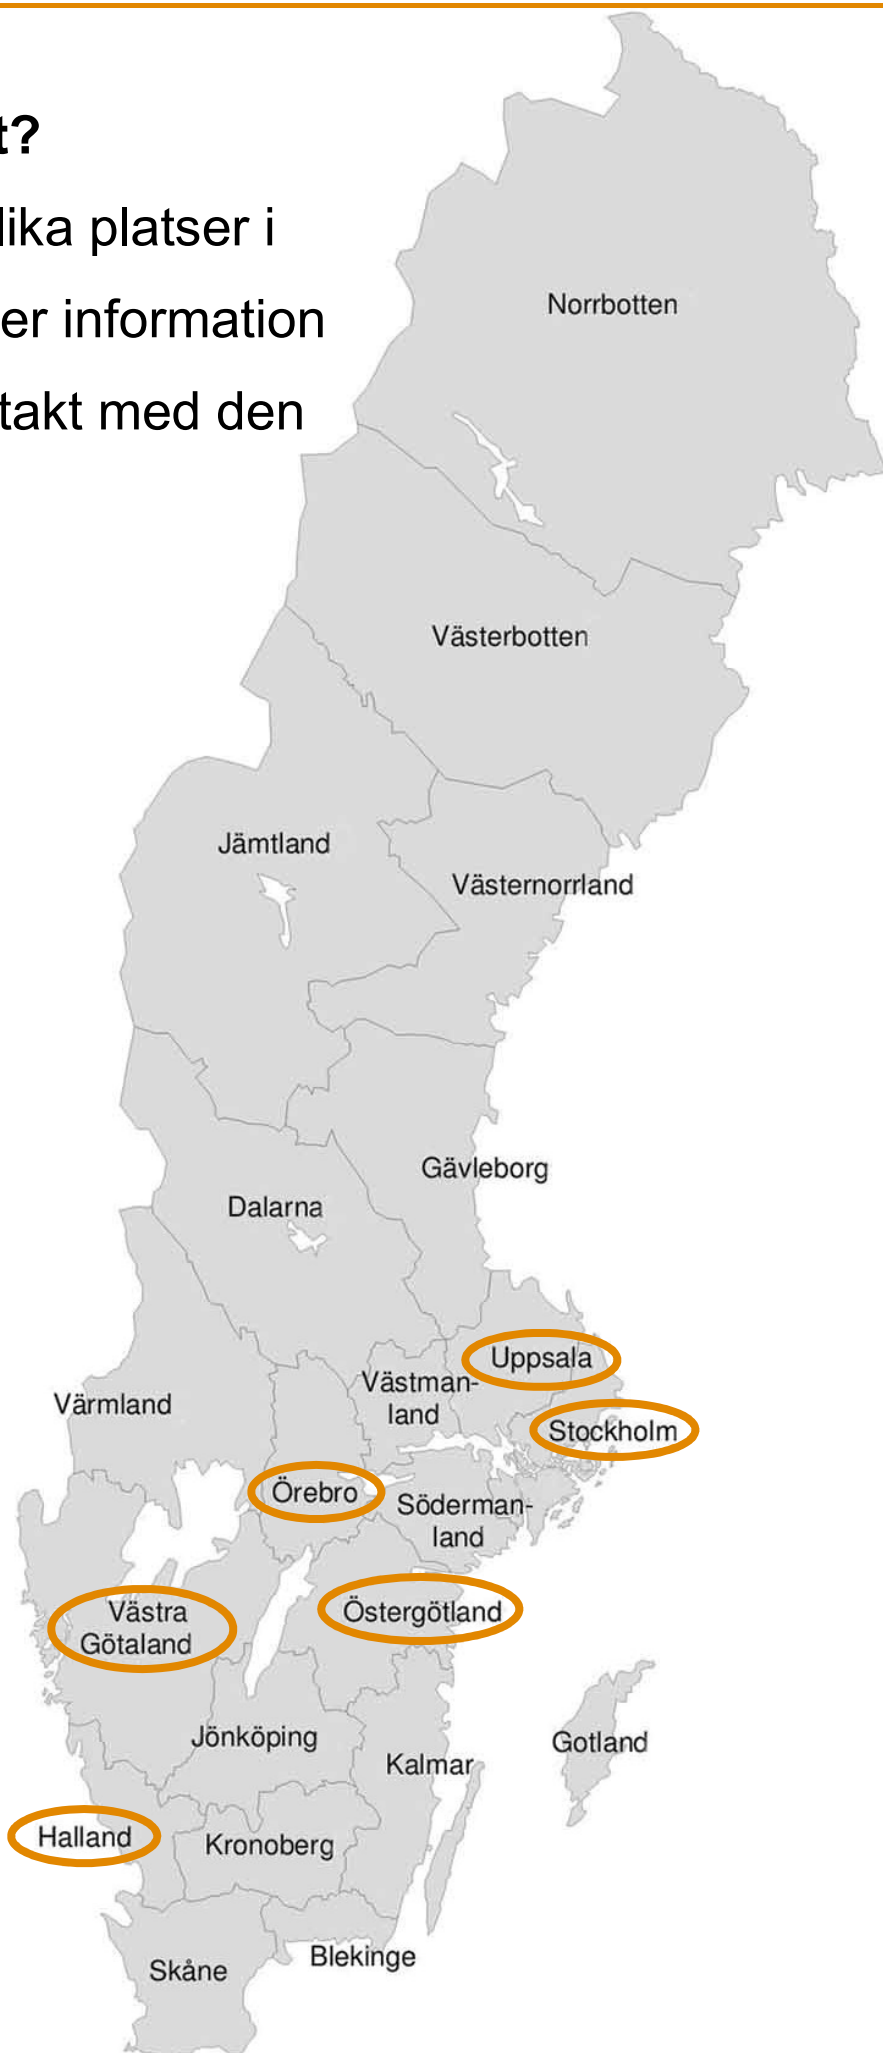 t?
lika platser i
er information
takt med den
Norrbotten
Västerbotten
Jämtland
Västernorrland
Gävleborg
Dalarna
Uppsala
Västman-
land
Värmland
Stockholm
Örebro
Söderman-
land
Västra
Götaland
Östergötland
Jönköping
Gotland
Kalmar
Halland
Kronoberg
Blekinge
Skåne